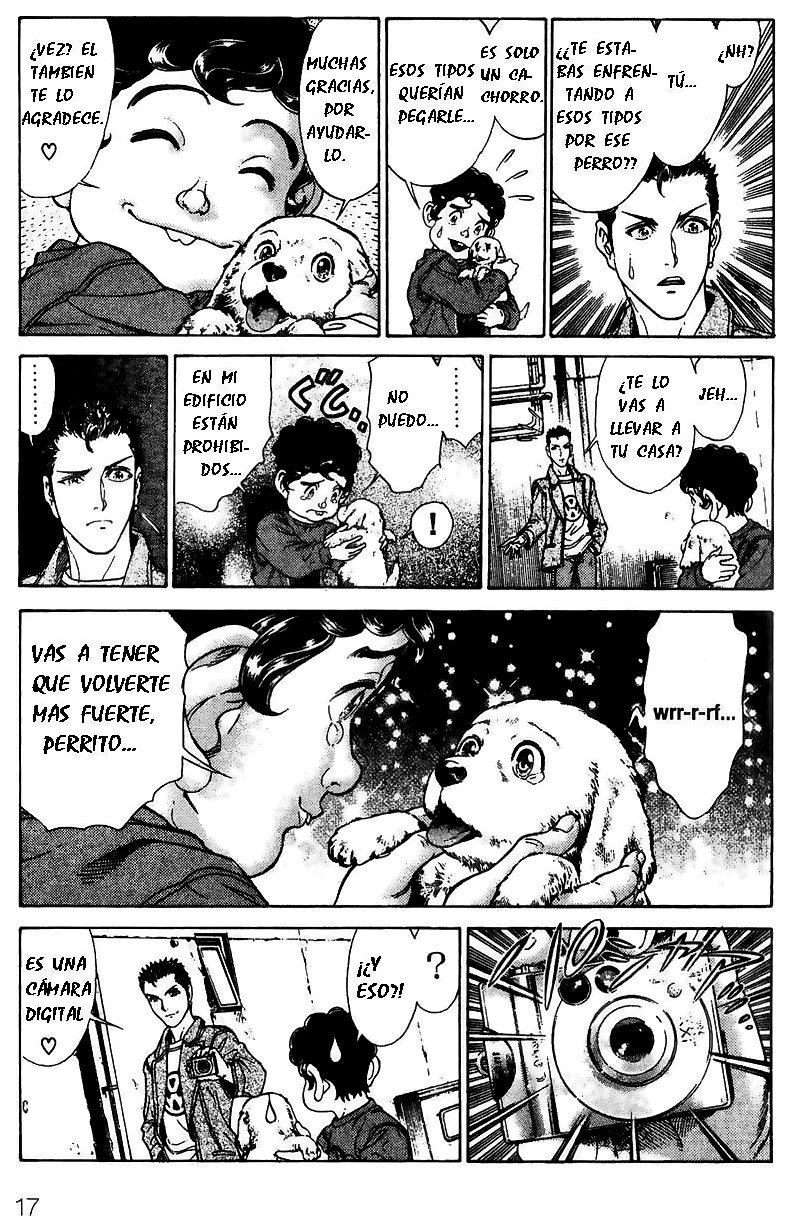 ¿NH?
TÚ...
¿¿TE ESTA-
BAS ENFREN-
TANDO A
ESOS TIPOS
POR ESE
PERRO??
ES SOLO
UN CA-
CHORRO.
ESOS TIPOS
QUERÍAN
PEGARLE...
MUCHAS
GRACIAS,
POR
AYUDAR-
LO.
¿VEZ? EL
TAMBIEN
TE LO
AGRADECE.
♡
JEH...
¿TE LO
VAS A
LLEVAR A
TU CASA?
......
NO
PUEDO...
!
EN MI
EDIFICIO
ESTÁN
PROHIBI-
DOS...
......
wrr-r-rf...
VAS A TENER
QUE VOLVERTE
MAS FUERTE,
PERRITO...
?
¡¿Y
ESO?!
ES UNA
CÁMARA
DIGITAL
♡
17